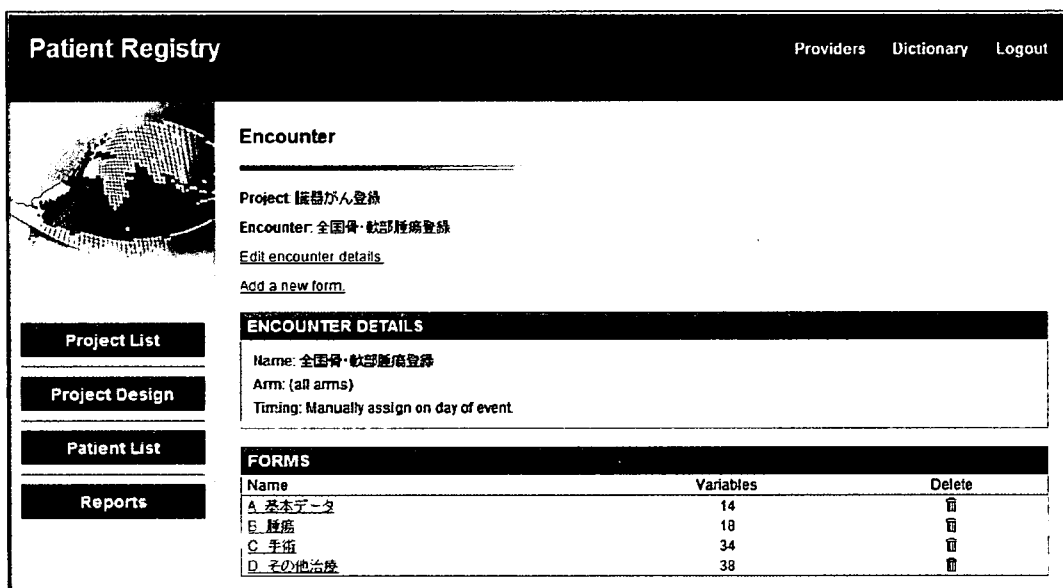 Patient Registry
Providers Dictionary Logout
Encounter
Project: 臓器がん登録
Encounter: 全国骨・軟部腫瘍登録
Edit encounter details
Add a new form.
Project List
Project Design
Patient List
Reports
ENCOUNTER DETAILS
Name: 全国骨・軟部腫瘍登録
Arm: (all arms)
Timing: Manually assign on day of event.
FORMS
Name Variables Delete
A 基本データ 14
B 腫瘍 18
C 手術 34
D その他治療 38